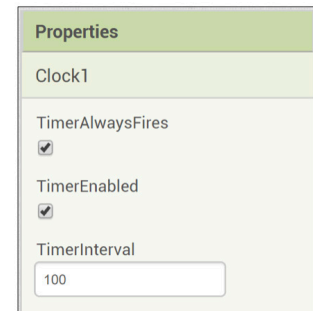 Properties
Clock1
TimerAlwaysFires
TimerEnabled
TimerInterval
100